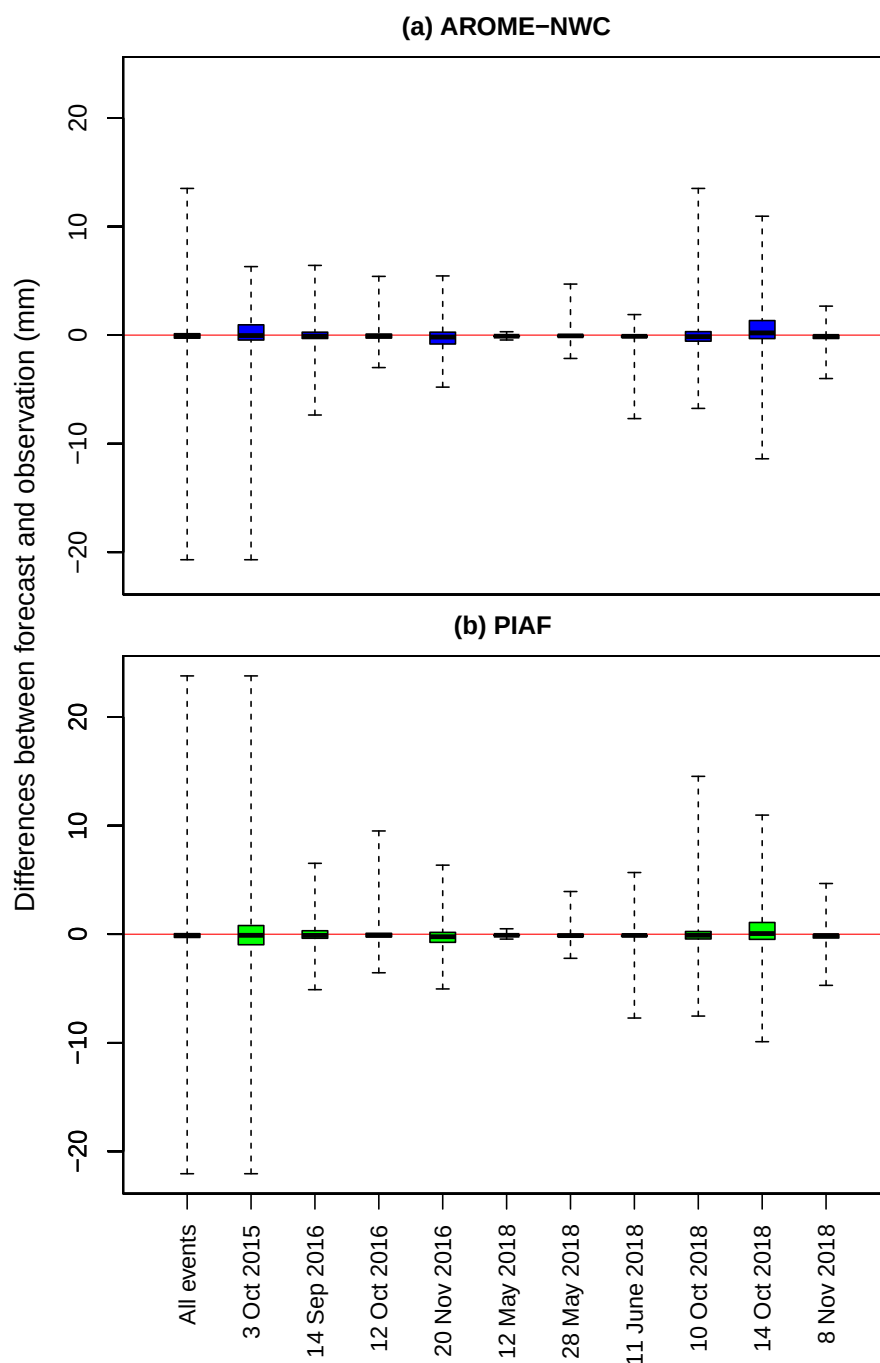 (a) AROME−NWC
Differences between forecast and observation (mm)
20
10
0
−10
−20
(b) PIAF
20
10
0
−10
−20
All events
3 Oct 2015
14 Sep 2016
12 Oct 2016
20 Nov 2016
12 May 2018
28 May 2018
11 June 2018
10 Oct 2018
14 Oct 2018
8 Nov 2018